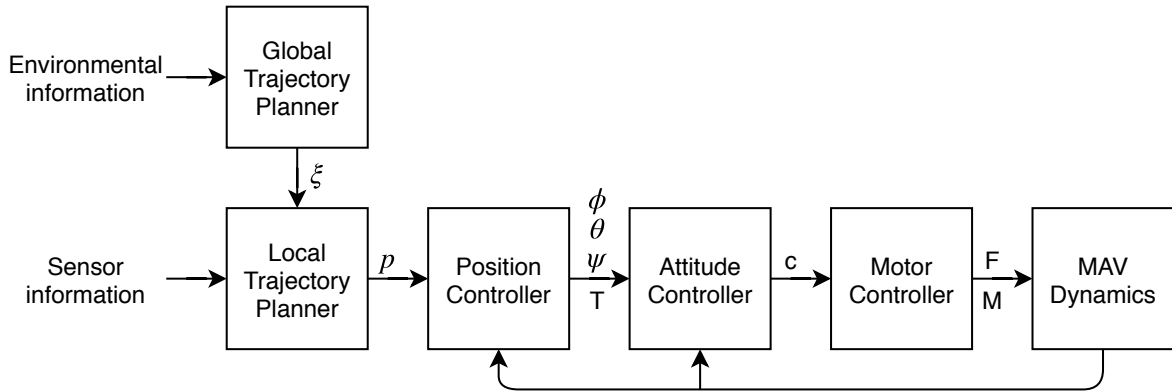 Environmental
information
Global
Trajectory
Planner
ξ
Sensor
information
Local
Trajectory
Planner
p
Position
Controller
ϕ
θ
ψ
T
Attitude
Controller
c
Motor
Controller
F
M
MAV
Dynamics